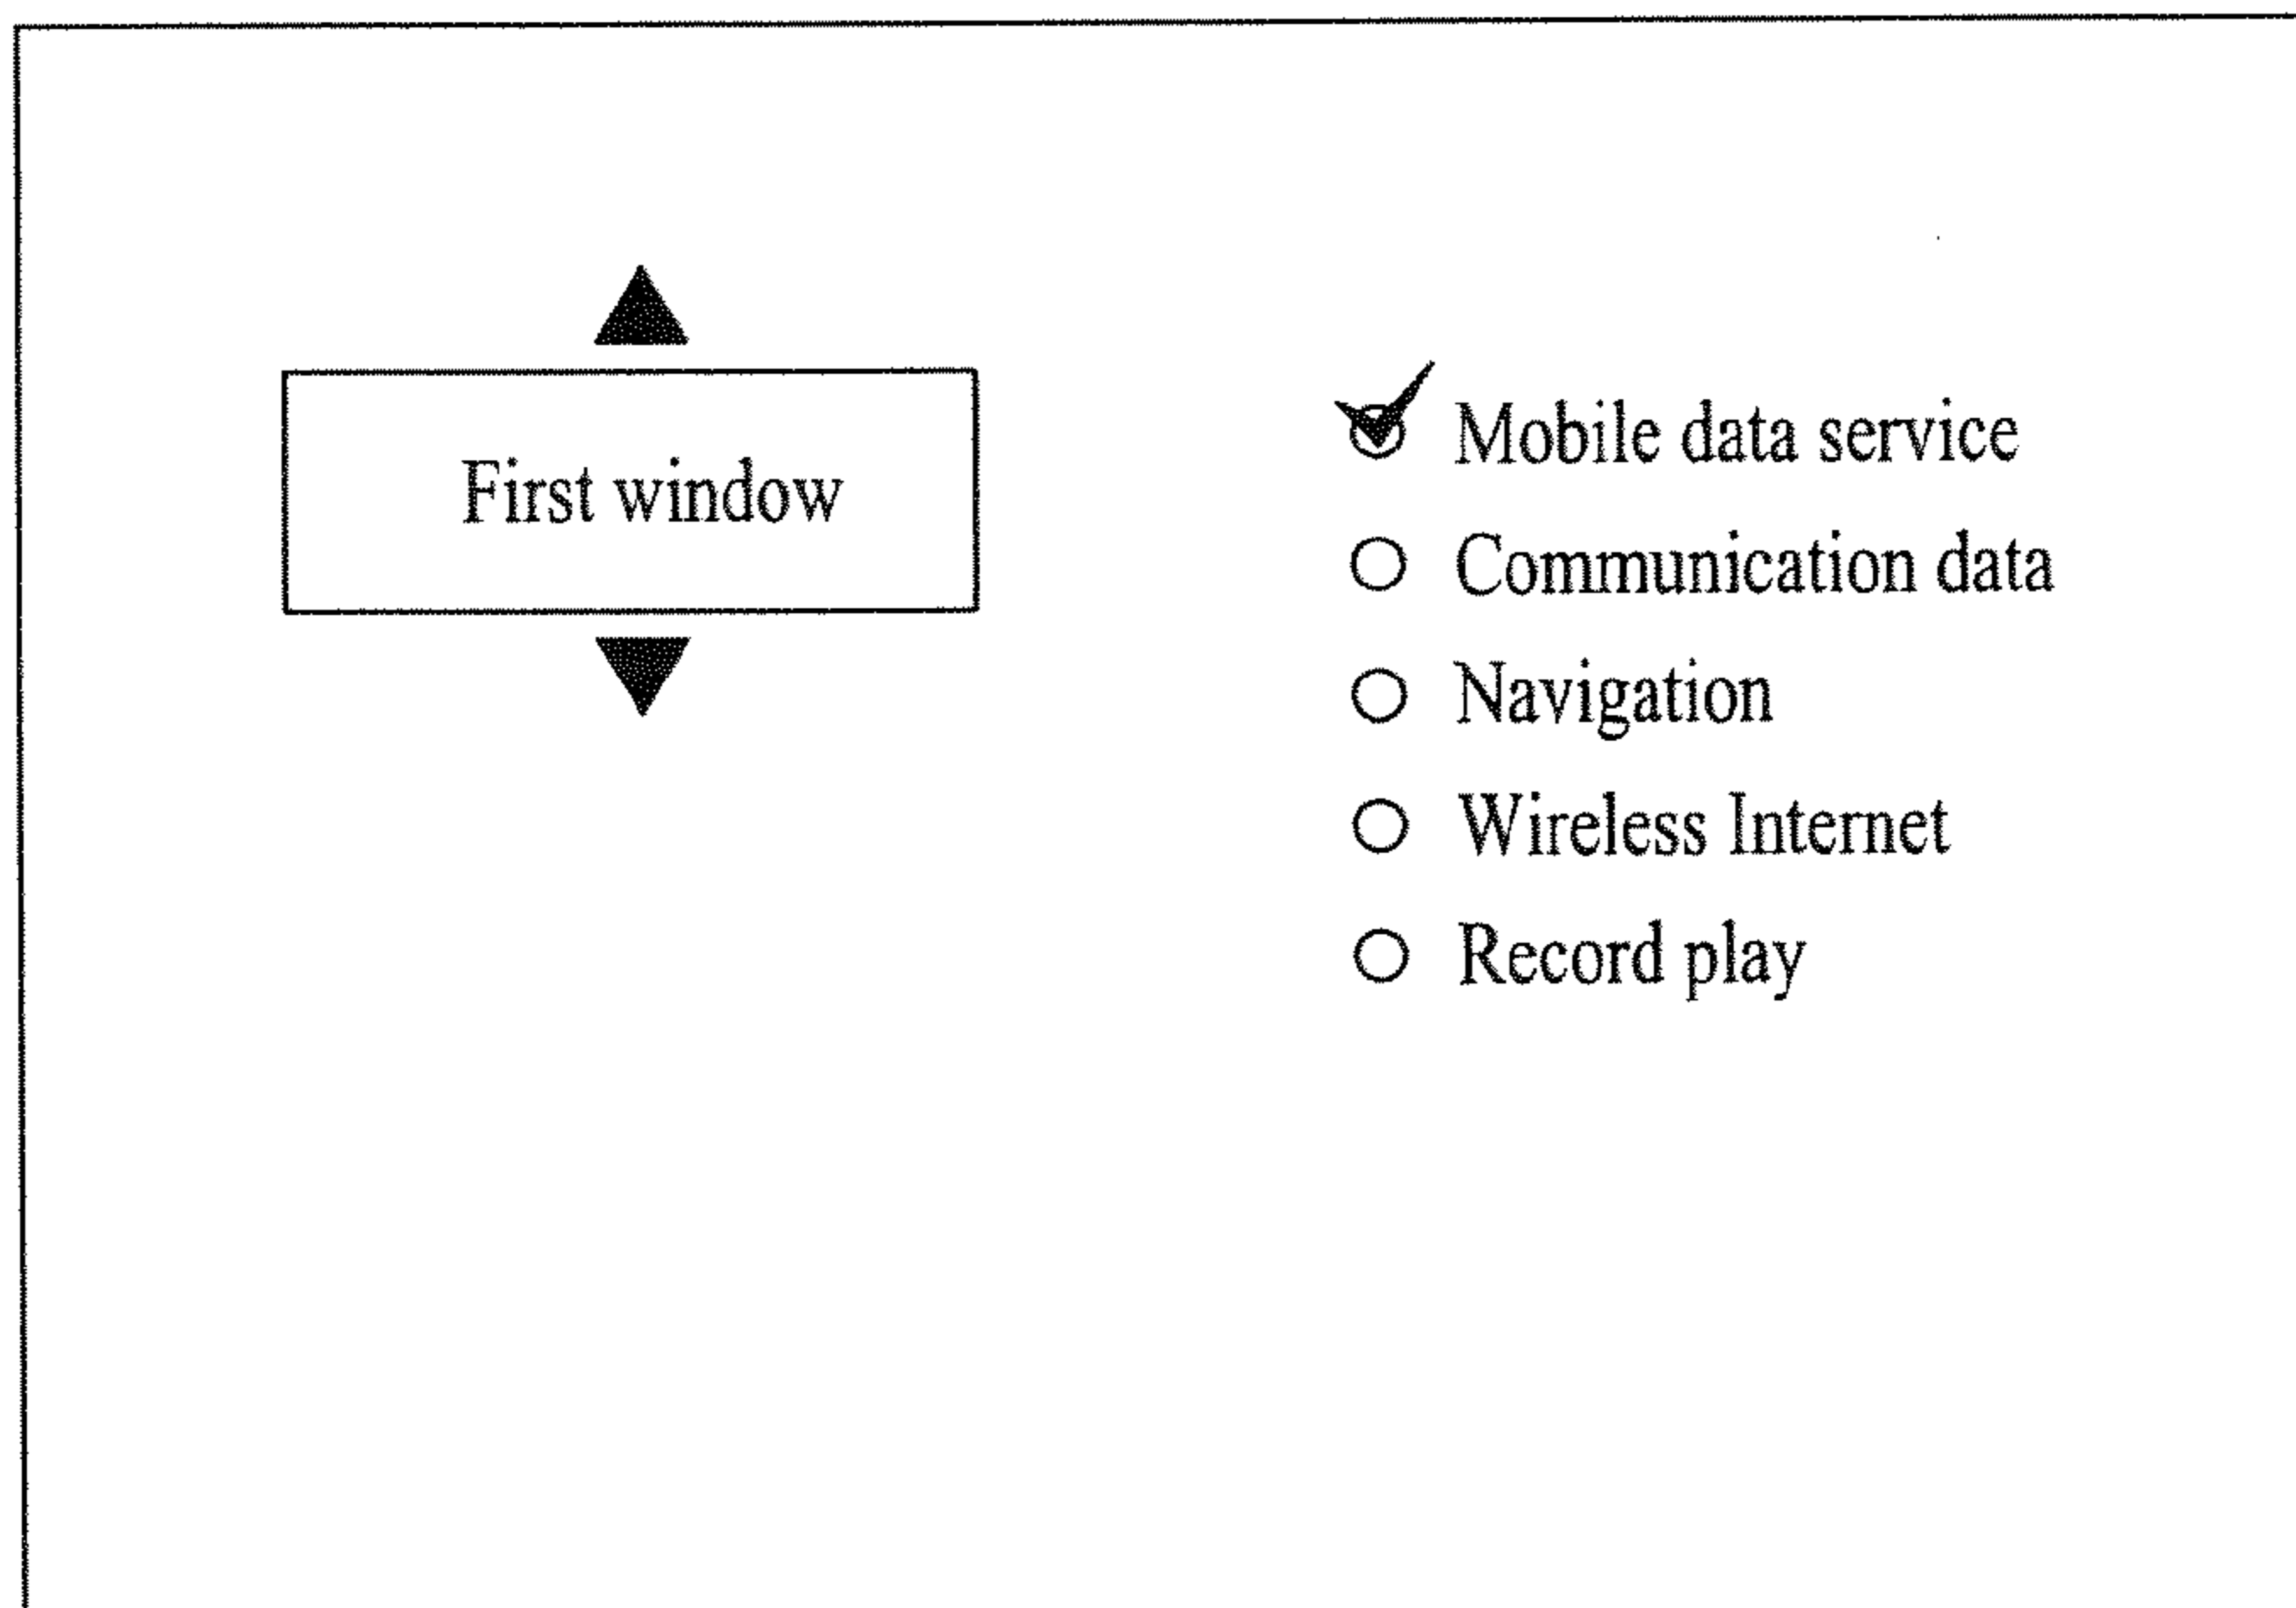 First window
Mobile data service
Communication data
Navigation
Wireless Internet
Record play